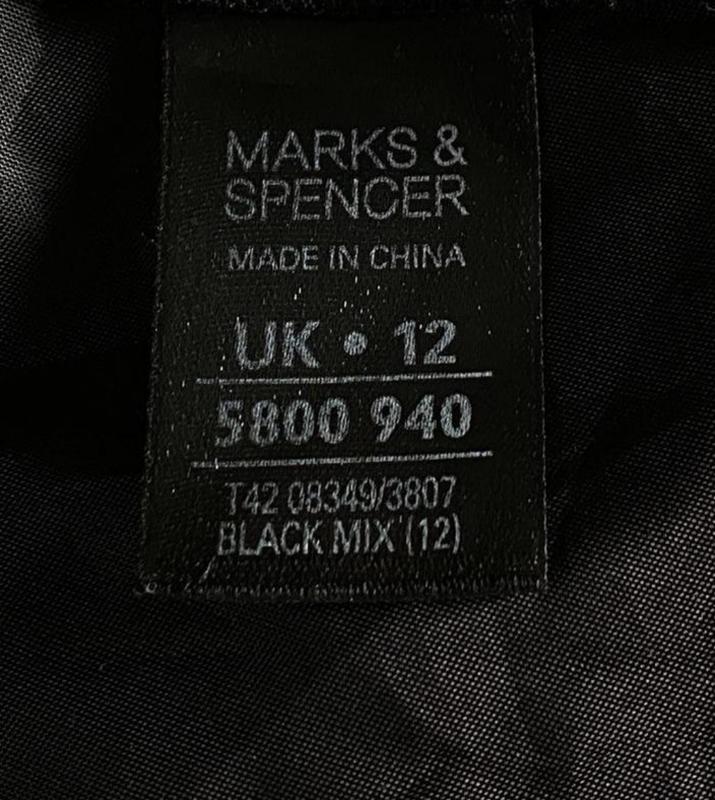 MARKS &
SPENCER
MADE IN CHINA
UK • 12
5800 940
T42 08349/3807
BLACK MIX (12)